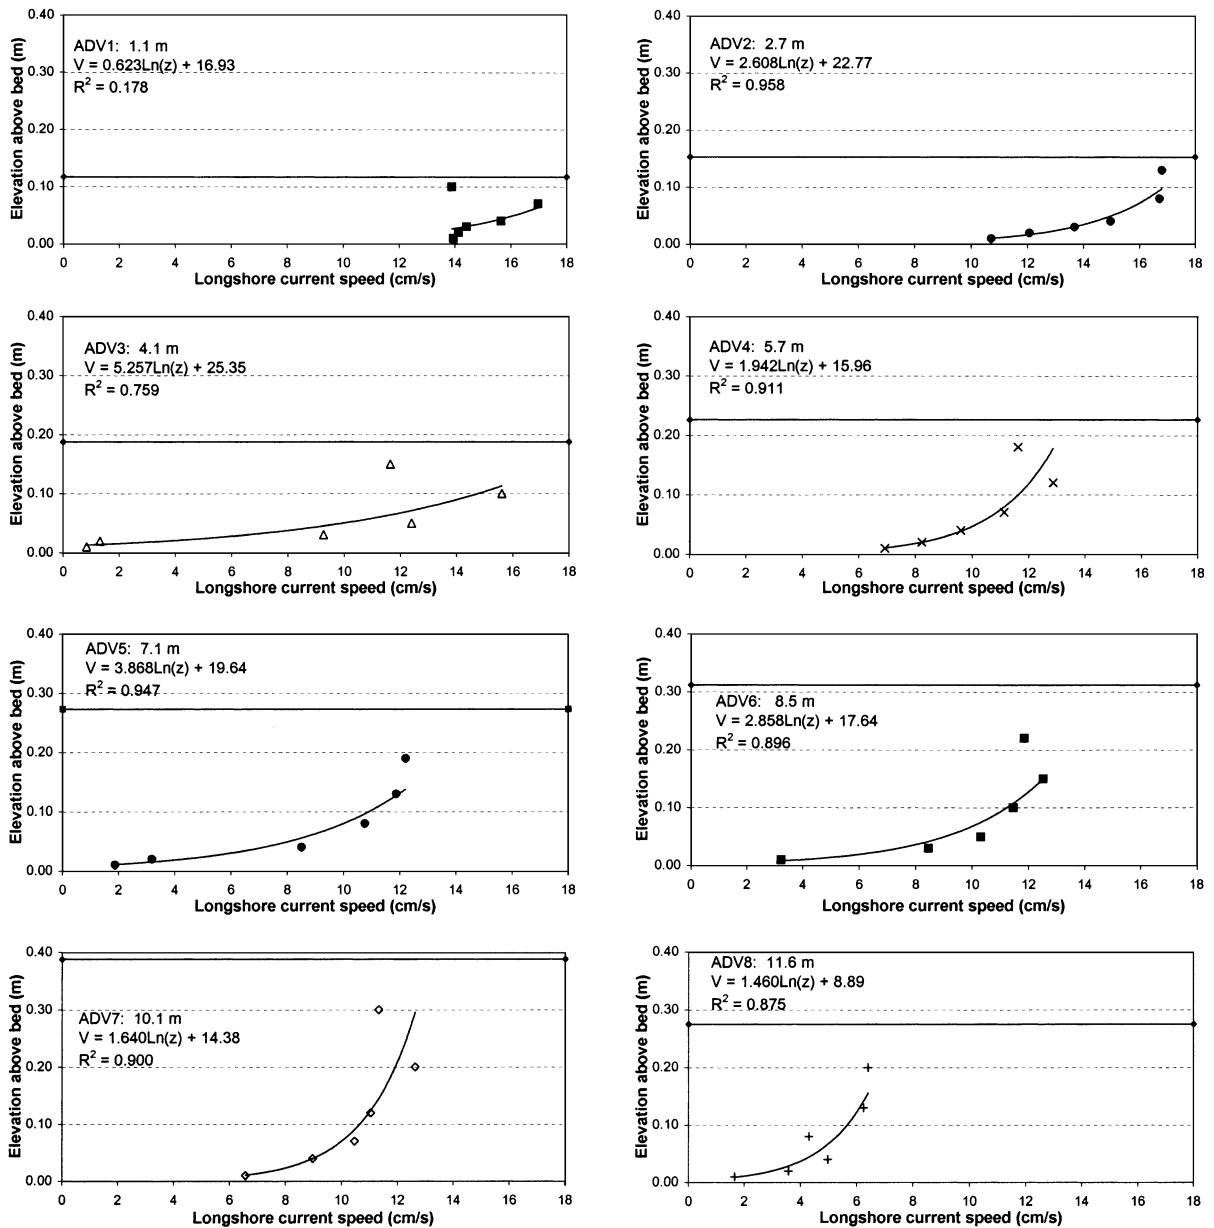 ADV1: 1.1 m
V = 0.623Ln(z) + 16.93
R² = 0.178
Elevation above bed (m)
0.40
0.30
0.20
0.10
0.00
0 2 4 6 8 10 12 14 16 18
Longshore current speed (cm/s)
ADV2: 2.7 m
V = 2.608Ln(z) + 22.77
R² = 0.958
Elevation above bed (m)
0.40
0.30
0.20
0.10
0.00
0 2 4 6 8 10 12 14 16 18
Longshore current speed (cm/s)
ADV3: 4.1 m
V = 5.257Ln(z) + 25.35
R² = 0.759
Elevation above bed (m)
0.40
0.30
0.20
0.10
0.00
0 2 4 6 8 10 12 14 16 18
Longshore current speed (cm/s)
ADV4: 5.7 m
V = 1.942Ln(z) + 15.96
R² = 0.911
Elevation above bed (m)
0.40
0.30
0.20
0.10
0.00
0 2 4 6 8 10 12 14 16 18
Longshore current speed (cm/s)
ADV5: 7.1 m
V = 3.868Ln(z) + 19.64
R² = 0.947
Elevation above bed (m)
0.40
0.30
0.20
0.10
0.00
0 2 4 6 8 10 12 14 16 18
Longshore current speed (cm/s)
ADV6: 8.5 m
V = 2.858Ln(z) + 17.64
R² = 0.896
Elevation above bed (m)
0.40
0.30
0.20
0.10
0.00
0 2 4 6 8 10 12 14 16 18
Longshore current speed (cm/s)
ADV7: 10.1 m
V = 1.640Ln(z) + 14.38
R² = 0.900
Elevation above bed (m)
0.40
0.30
0.20
0.10
0.00
0 2 4 6 8 10 12 14 16 18
Longshore current speed (cm/s)
ADV8: 11.6 m
V = 1.460Ln(z) + 8.89
R² = 0.875
Elevation above bed (m)
0.40
0.30
0.20
0.10
0.00
0 2 4 6 8 10 12 14 16 18
Longshore current speed (cm/s)